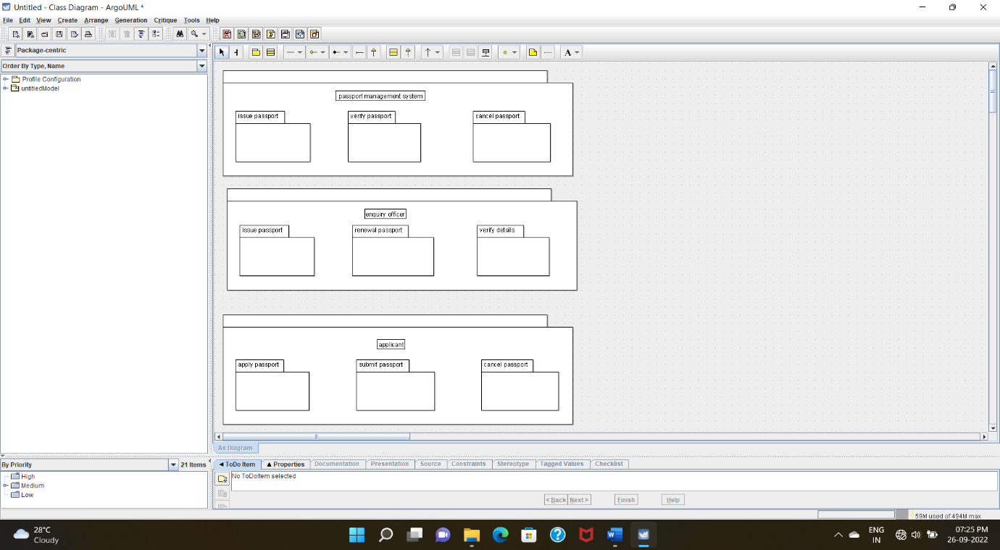 Untitled - Class Diagram - ArgoUML *
File Edit View Create Arrange Generation Critique Tools Help
Package-centric
Order By Type, Name
Profile Configuration
untitledModel
A
passport management system
issue passport verify passport cancel passport
enquiry officer
issue passport renewal passport verify details
applicant
apply passport submit passport cancel passport
As Diagram
By Priority 21 Items
High
Medium
Low
ToDo Item Properties Documentation Presentation Source Constraints Stereotype Tagged Values Checklist
No ToDoItem selected
< Back Next > Finish Help
59M used of 494M max
28°C
Cloudy
ENG
IN
07:25 PM
26-09-2022